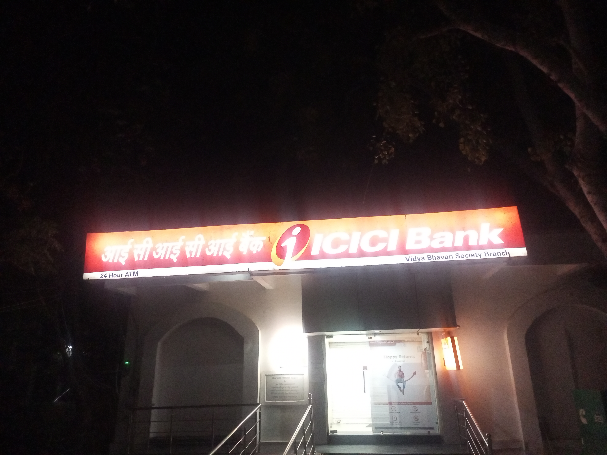 आई सी आई सी आई बैंक
i ICICI Bank
24 Hour ATM
Vidya Bhavan Society Branch